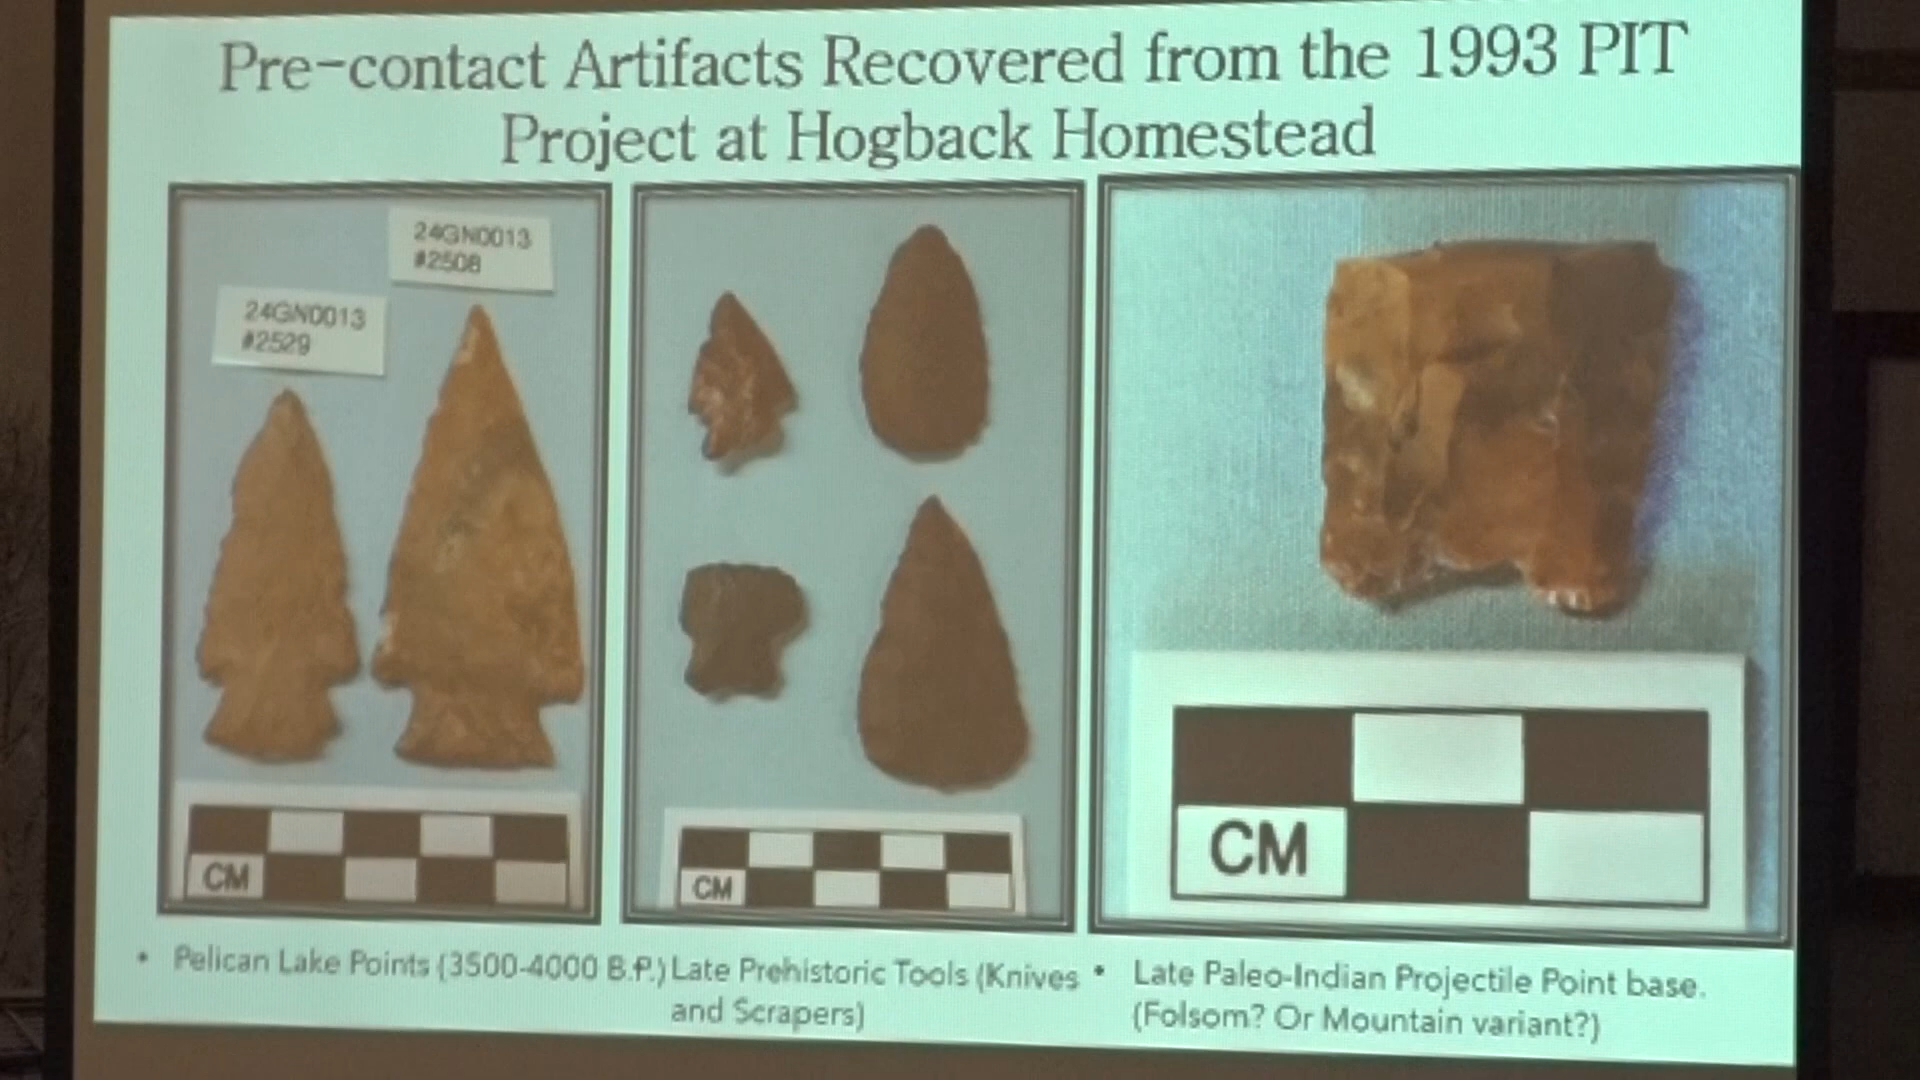 Pre-contact Artifacts Recovered from the 1993 PIT
Project at Hogback Homestead
24GN0013
#2508
24GN0013
#2529
CM
CM
CM
• Pelican Lake Points (3500-4000 B.P.)
Late Prehistoric Tools (Knives
and Scrapers)
• Late Paleo-Indian Projectile Point base.
(Folsom? Or Mountain variant?)